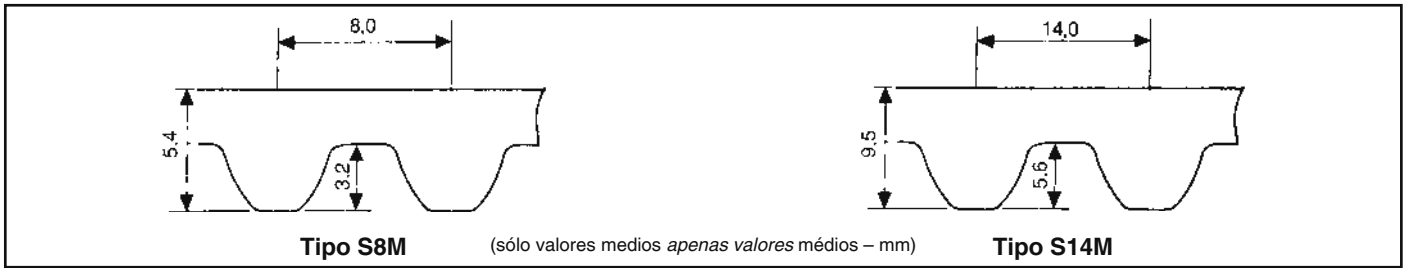 8,0
5.4
3.2
Tipo S8M
(sólo valores medios apenas valores médios – mm)
14,0
9.5
5.6
Tipo S14M